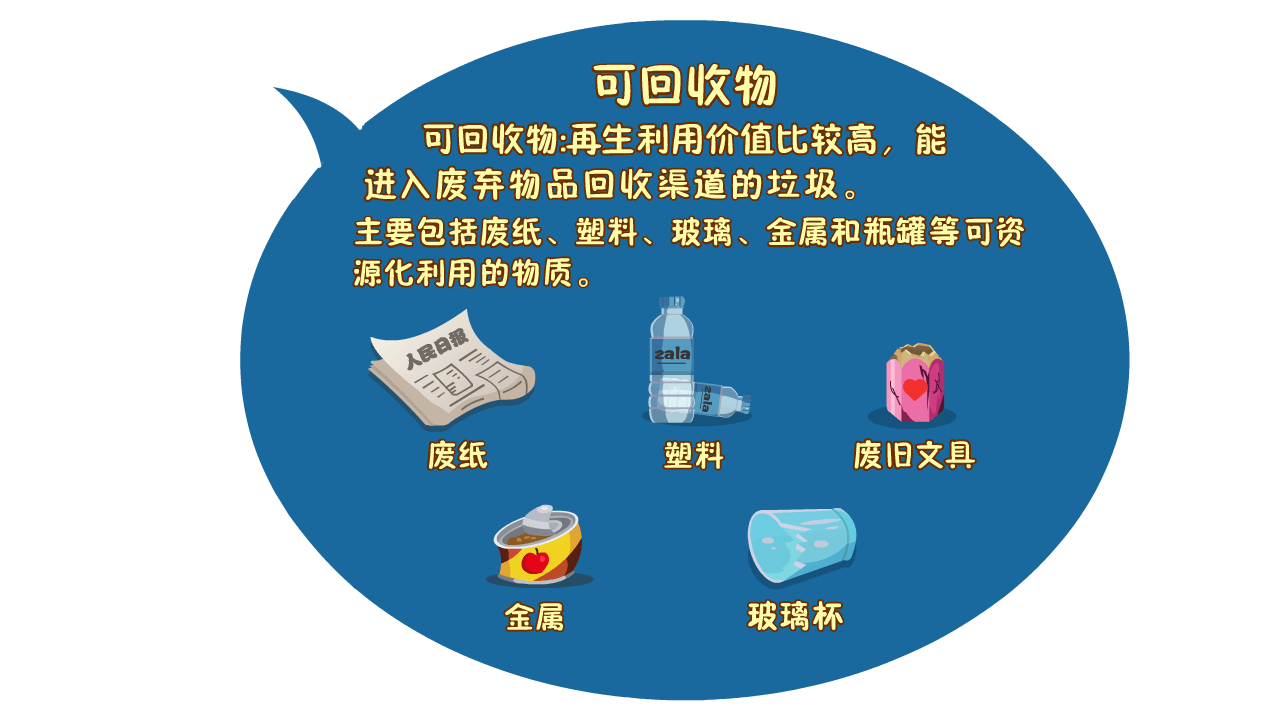 可回收物
可回收物:再生利用价值比较高，能
进入废弃物品回收渠道的垃圾。
主要包括废纸、塑料、玻璃、金属和瓶罐等可资
源化利用的物质。
人民日报
zala
zala
废纸
塑料
废旧文具
金属
玻璃杯